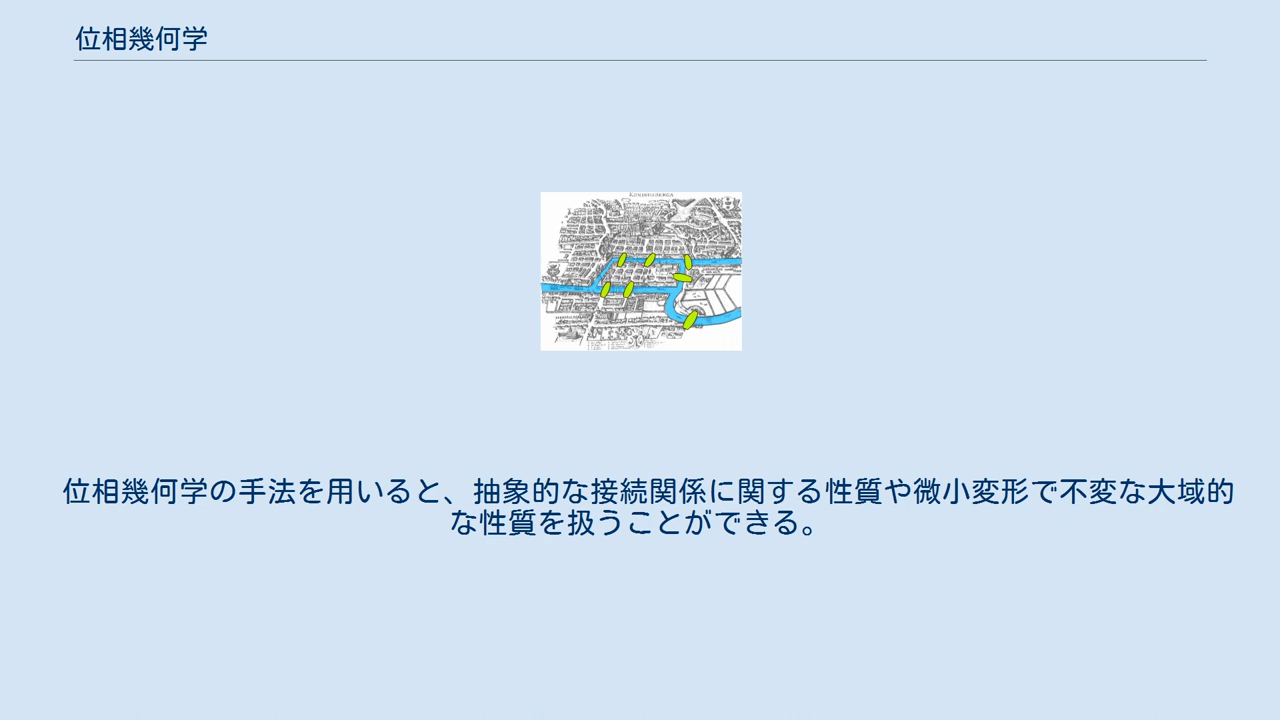 位相幾何学
KONINGSBERGA
位相幾何学の手法を用いると、抽象的な接続関係に関する性質や微小変形で不変な大域的
な性質を扱うことができる。